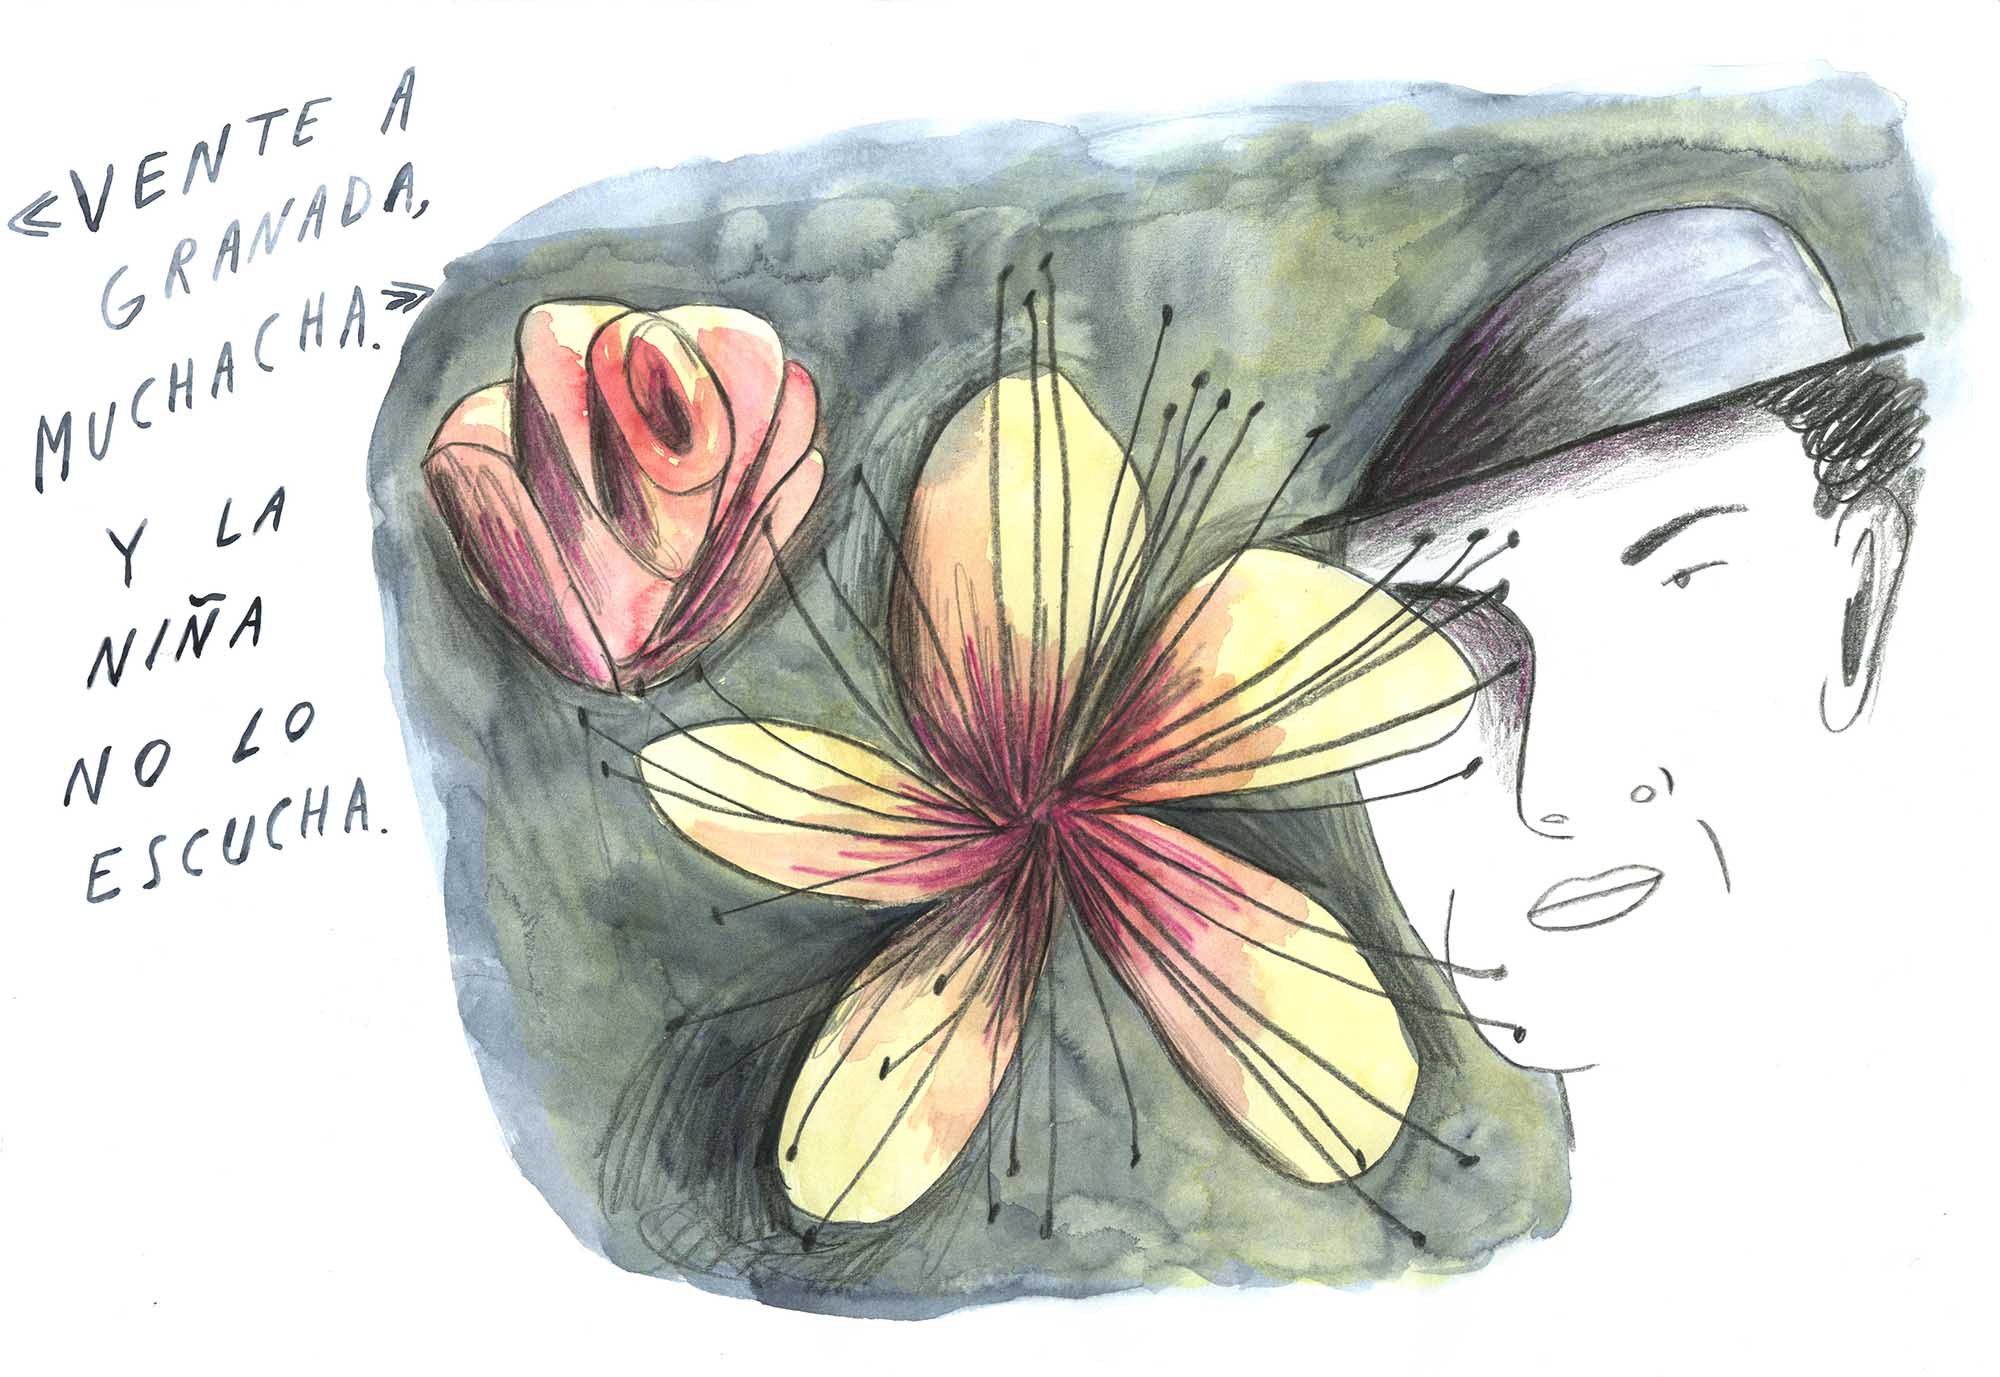 «VENTE A
GRANADA,
MUCHACHA.»
Y LA
NIÑA
NO LO
ESCUCHA.